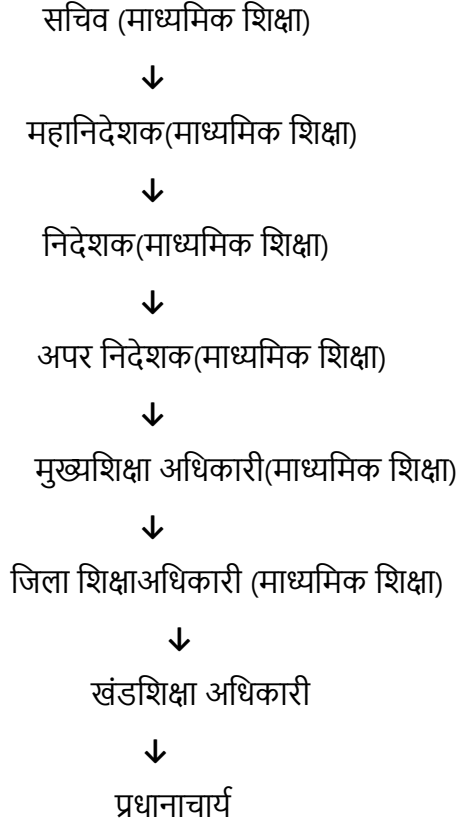 सचिव (माध्यमिक शिक्षा)
↓
महानिदेशक(माध्यमिक शिक्षा)
↓
निदेशक(माध्यमिक शिक्षा)
↓
अपर निदेशक(माध्यमिक शिक्षा)
↓
मुख्यशिक्षा अधिकारी(माध्यमिक शिक्षा)
↓
जिला शिक्षाअधिकारी (माध्यमिक शिक्षा)
↓
खंडशिक्षा अधिकारी
↓
प्रधानाचार्य